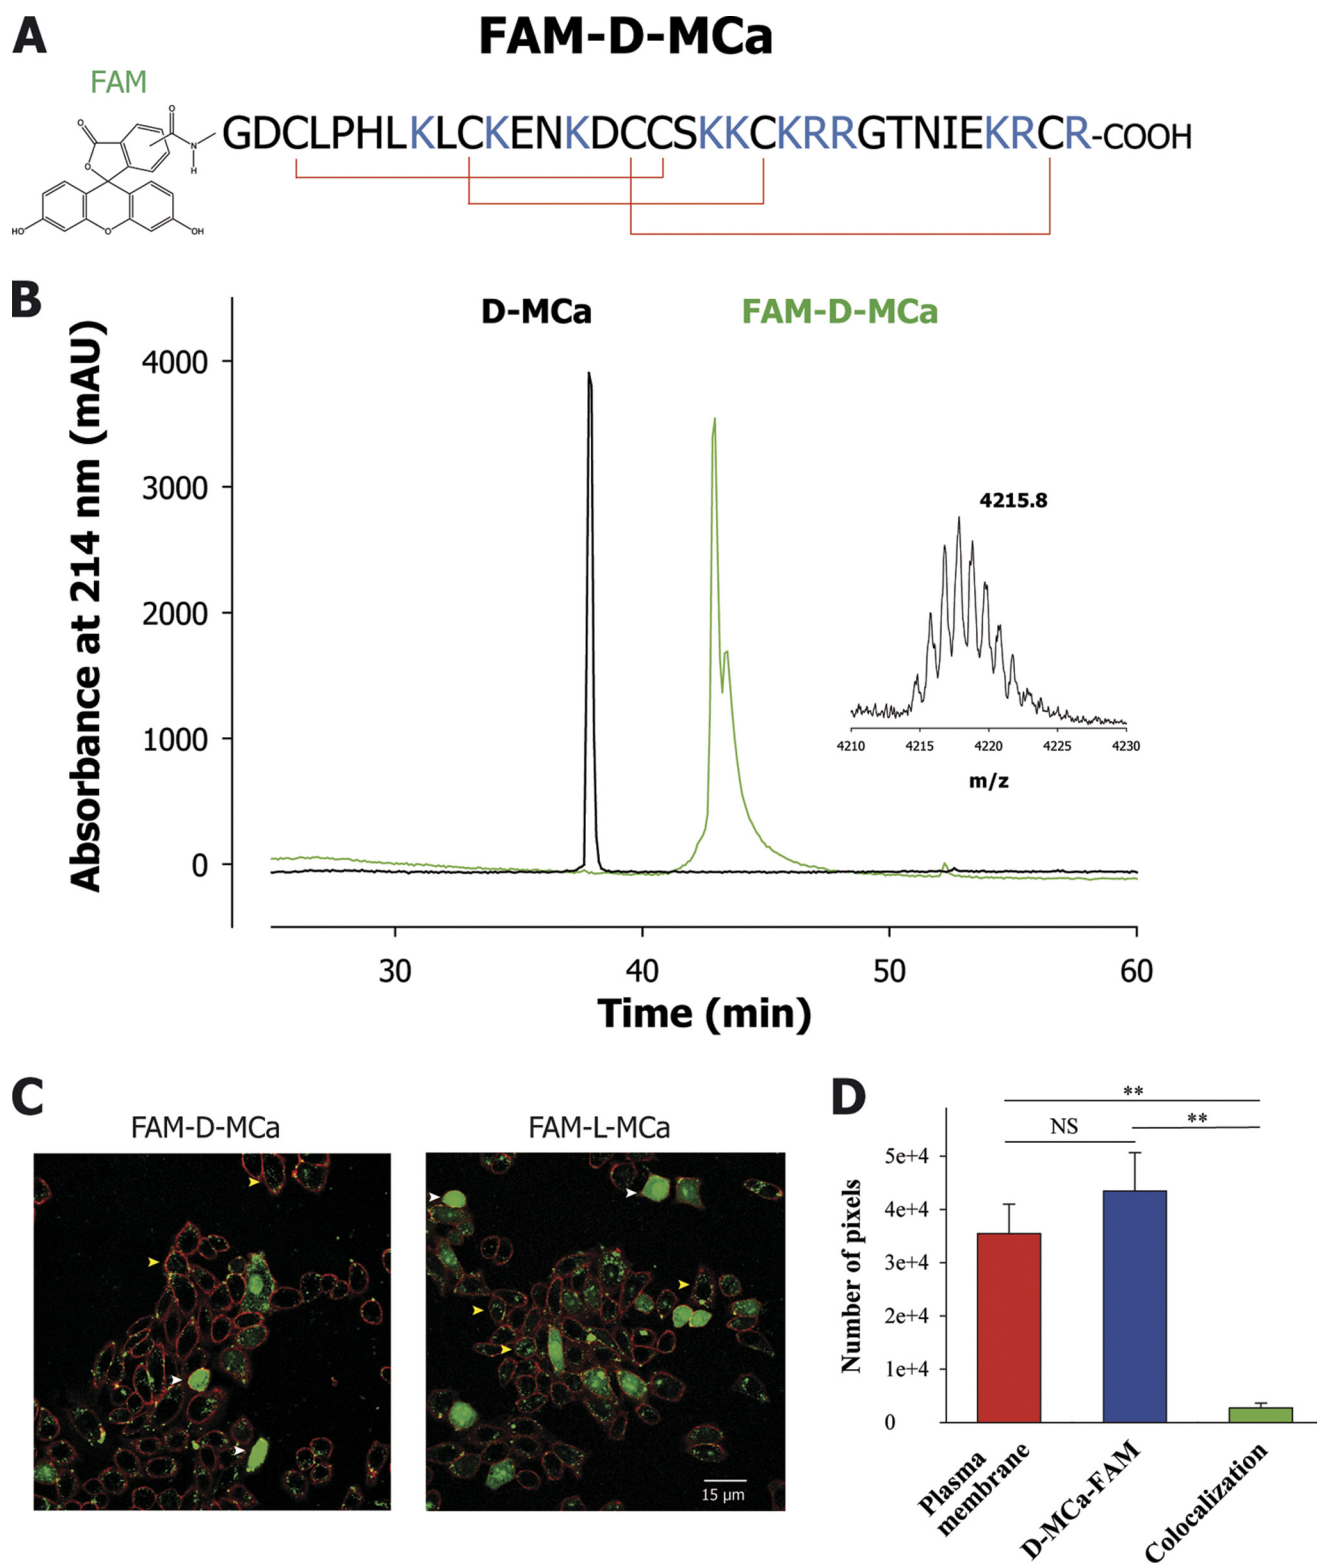 A
FAM-D-MCa
FAM
O
O
O
N
H
HO
O
OH
GDCLPHLKLCKENKDCCSKKCKRRGTNIEKRCR-COOH
B
D-MCa
FAM-D-MCa
Absorbance at 214 nm (mAU)
4000
3000
2000
1000
0
30
40
50
60
Time (min)
4215.8
4210
4215
4220
4225
4230
m/z
C
FAM-D-MCa
FAM-L-MCa
15 µm
D
**
NS
**
Number of pixels
5e+4
4e+4
3e+4
2e+4
1e+4
0
Plasma
membrane
D-MCa-FAM
Colocalization